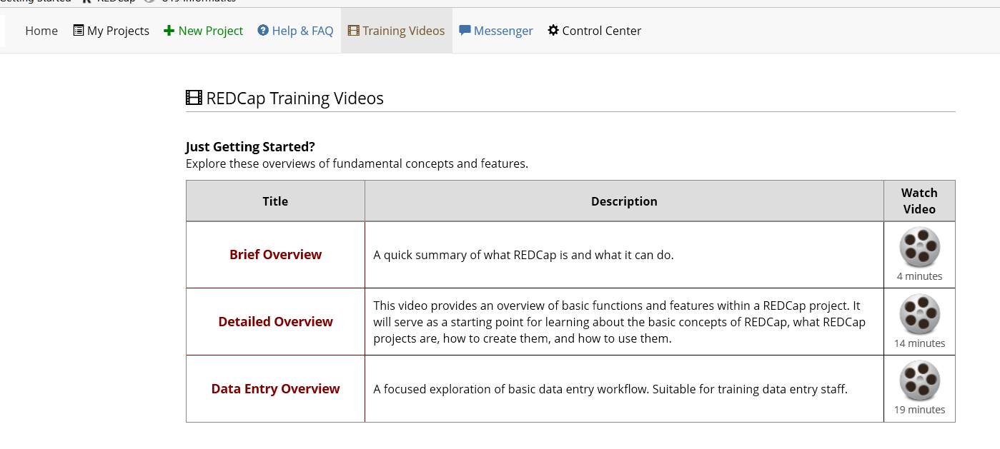 Getting Started REDCap
Home My Projects New Project Help & FAQ Training Videos Messenger Control Center
REDCap Training Videos
Just Getting Started?
Explore these overviews of fundamental concepts and features.
Title Description Watch
Video
Brief Overview A quick summary of what REDCap is and what it can do.
4 minutes
Detailed Overview This video provides an overview of basic functions and features within a REDCap project. It
will serve as a starting point for learning about the basic concepts of REDCap, what REDCap
projects are, how to create them, and how to use them.
14 minutes
Data Entry Overview A focused exploration of basic data entry workflow. Suitable for training data entry staff.
19 minutes